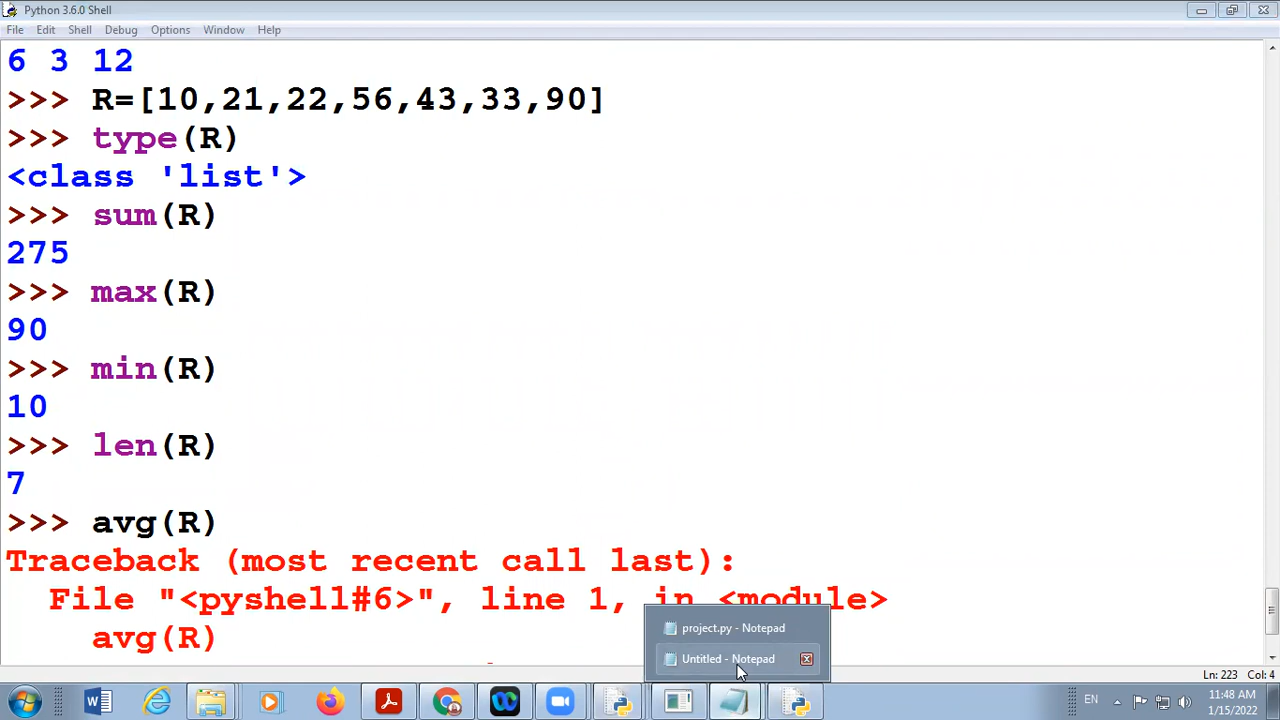 Python 3.6.0 Shell
File Edit Shell Debug Options Window Help
6 3 12
>>> R=[10,21,22,56,43,33,90]
>>> type(R)
<class 'list'>
>>> sum(R)
275
>>> max(R)
90
>>> min(R)
10
>>> len(R)
7
>>> avg(R)
Traceback (most recent call last):
File "<pyshell#6>", line 1, in <module>
avg(R)
project.py - Notepad
Untitled - Notepad
Ln: 223 Col: 4
EN
11:48 AM
1/15/2022